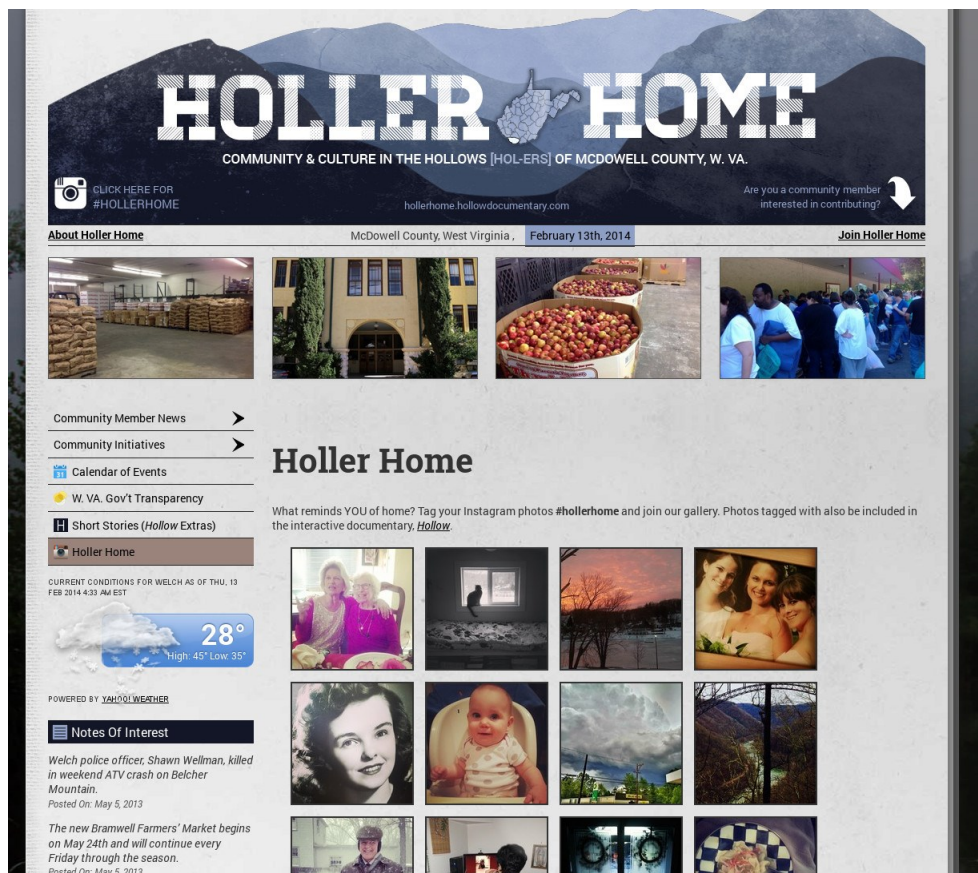 HOLLER HOME
COMMUNITY & CULTURE IN THE HOLLOWS [HOL-ERS] OF MCDOWELL COUNTY, W. VA.
CLICK HERE FOR
#HOLLERHOME
hollerhome.hollowdocumentary.com
Are you a community member
interested in contributing?
About Holler Home
McDowell County, West Virginia , February 13th, 2014
Join Holler Home
Community Member News
Community Initiatives
31 Calendar of Events
W. VA. Gov't Transparency
H Short Stories (Hollow Extras)
Holler Home
CURRENT CONDITIONS FOR WELCH AS OF THU, 13
FEB 2014 4:33 AM EST
28°
High: 45° Low: 35°
POWERED BY YAHOO! WEATHER
Notes Of Interest
Welch police officer, Shawn Wellman, killed
in weekend ATV crash on Belcher
Mountain.
Posted On: May 5, 2013
The new Bramwell Farmers' Market begins
on May 24th and will continue every
Friday through the season.
Posted On: May 5, 2013
Holler Home
What reminds YOU of home? Tag your Instagram photos #hollerhome and join our gallery. Photos tagged with also be included in
the interactive documentary, Hollow.